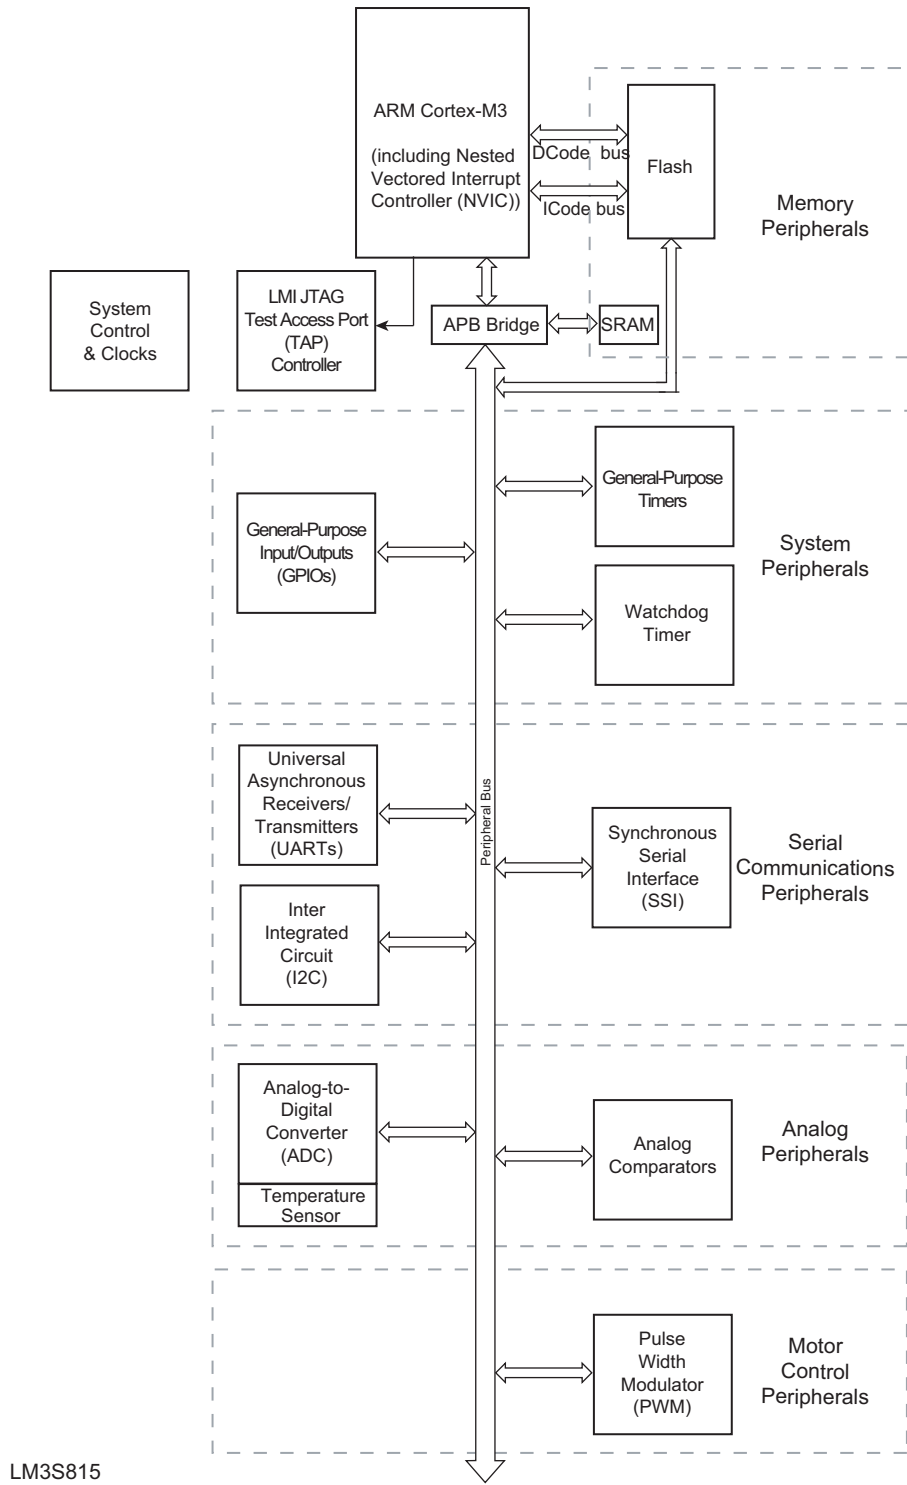 ARM Cortex-M3
(including Nested
Vectored Interrupt
Controller (NVIC))
DCode bus
ICode bus
Flash
Memory
Peripherals
System
Control
& Clocks
LMI JTAG
Test Access Port
(TAP)
Controller
APB Bridge
SRAM
General-Purpose
Timers
General-Purpose
Input/Outputs
(GPIOs)
System
Peripherals
Watchdog
Timer
Universal
Asynchronous
Receivers/
Transmitters
(UARTs)
Peripheral Bus
Synchronous
Serial
Interface
(SSI)
Serial
Communications
Peripherals
Inter
Integrated
Circuit
(I2C)
Analog-to-
Digital
Converter
(ADC)
Temperature
Sensor
Analog
Comparators
Analog
Peripherals
Pulse
Width
Modulator
(PWM)
Motor
Control
Peripherals
LM3S815